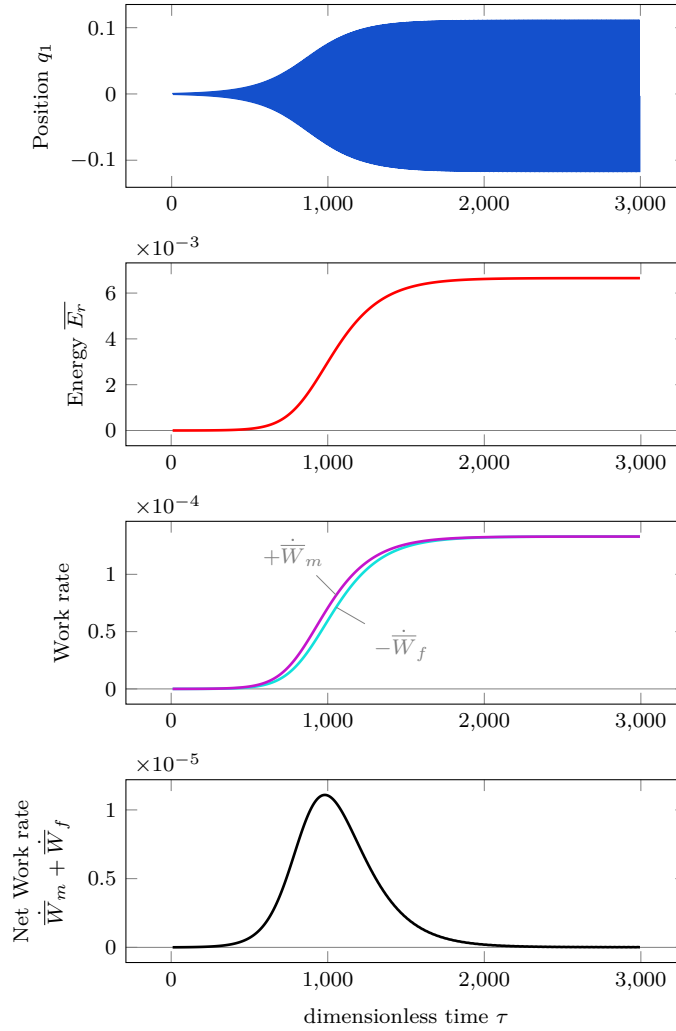 Position q₁
0.1
0
−0.1
0 1,000 2,000 3,000
×10⁻³
Energy E̅ᵣ
6
4
2
0
0 1,000 2,000 3,000
×10⁻⁴
Work rate
1
0.5
0
+Ẇ̅ₘ
−Ẇ̅_f
0 1,000 2,000 3,000
×10⁻⁵
Net Work rate
Ẇ̅ₘ + Ẇ̅_f
1
0.5
0
0 1,000 2,000 3,000
dimensionless time τ